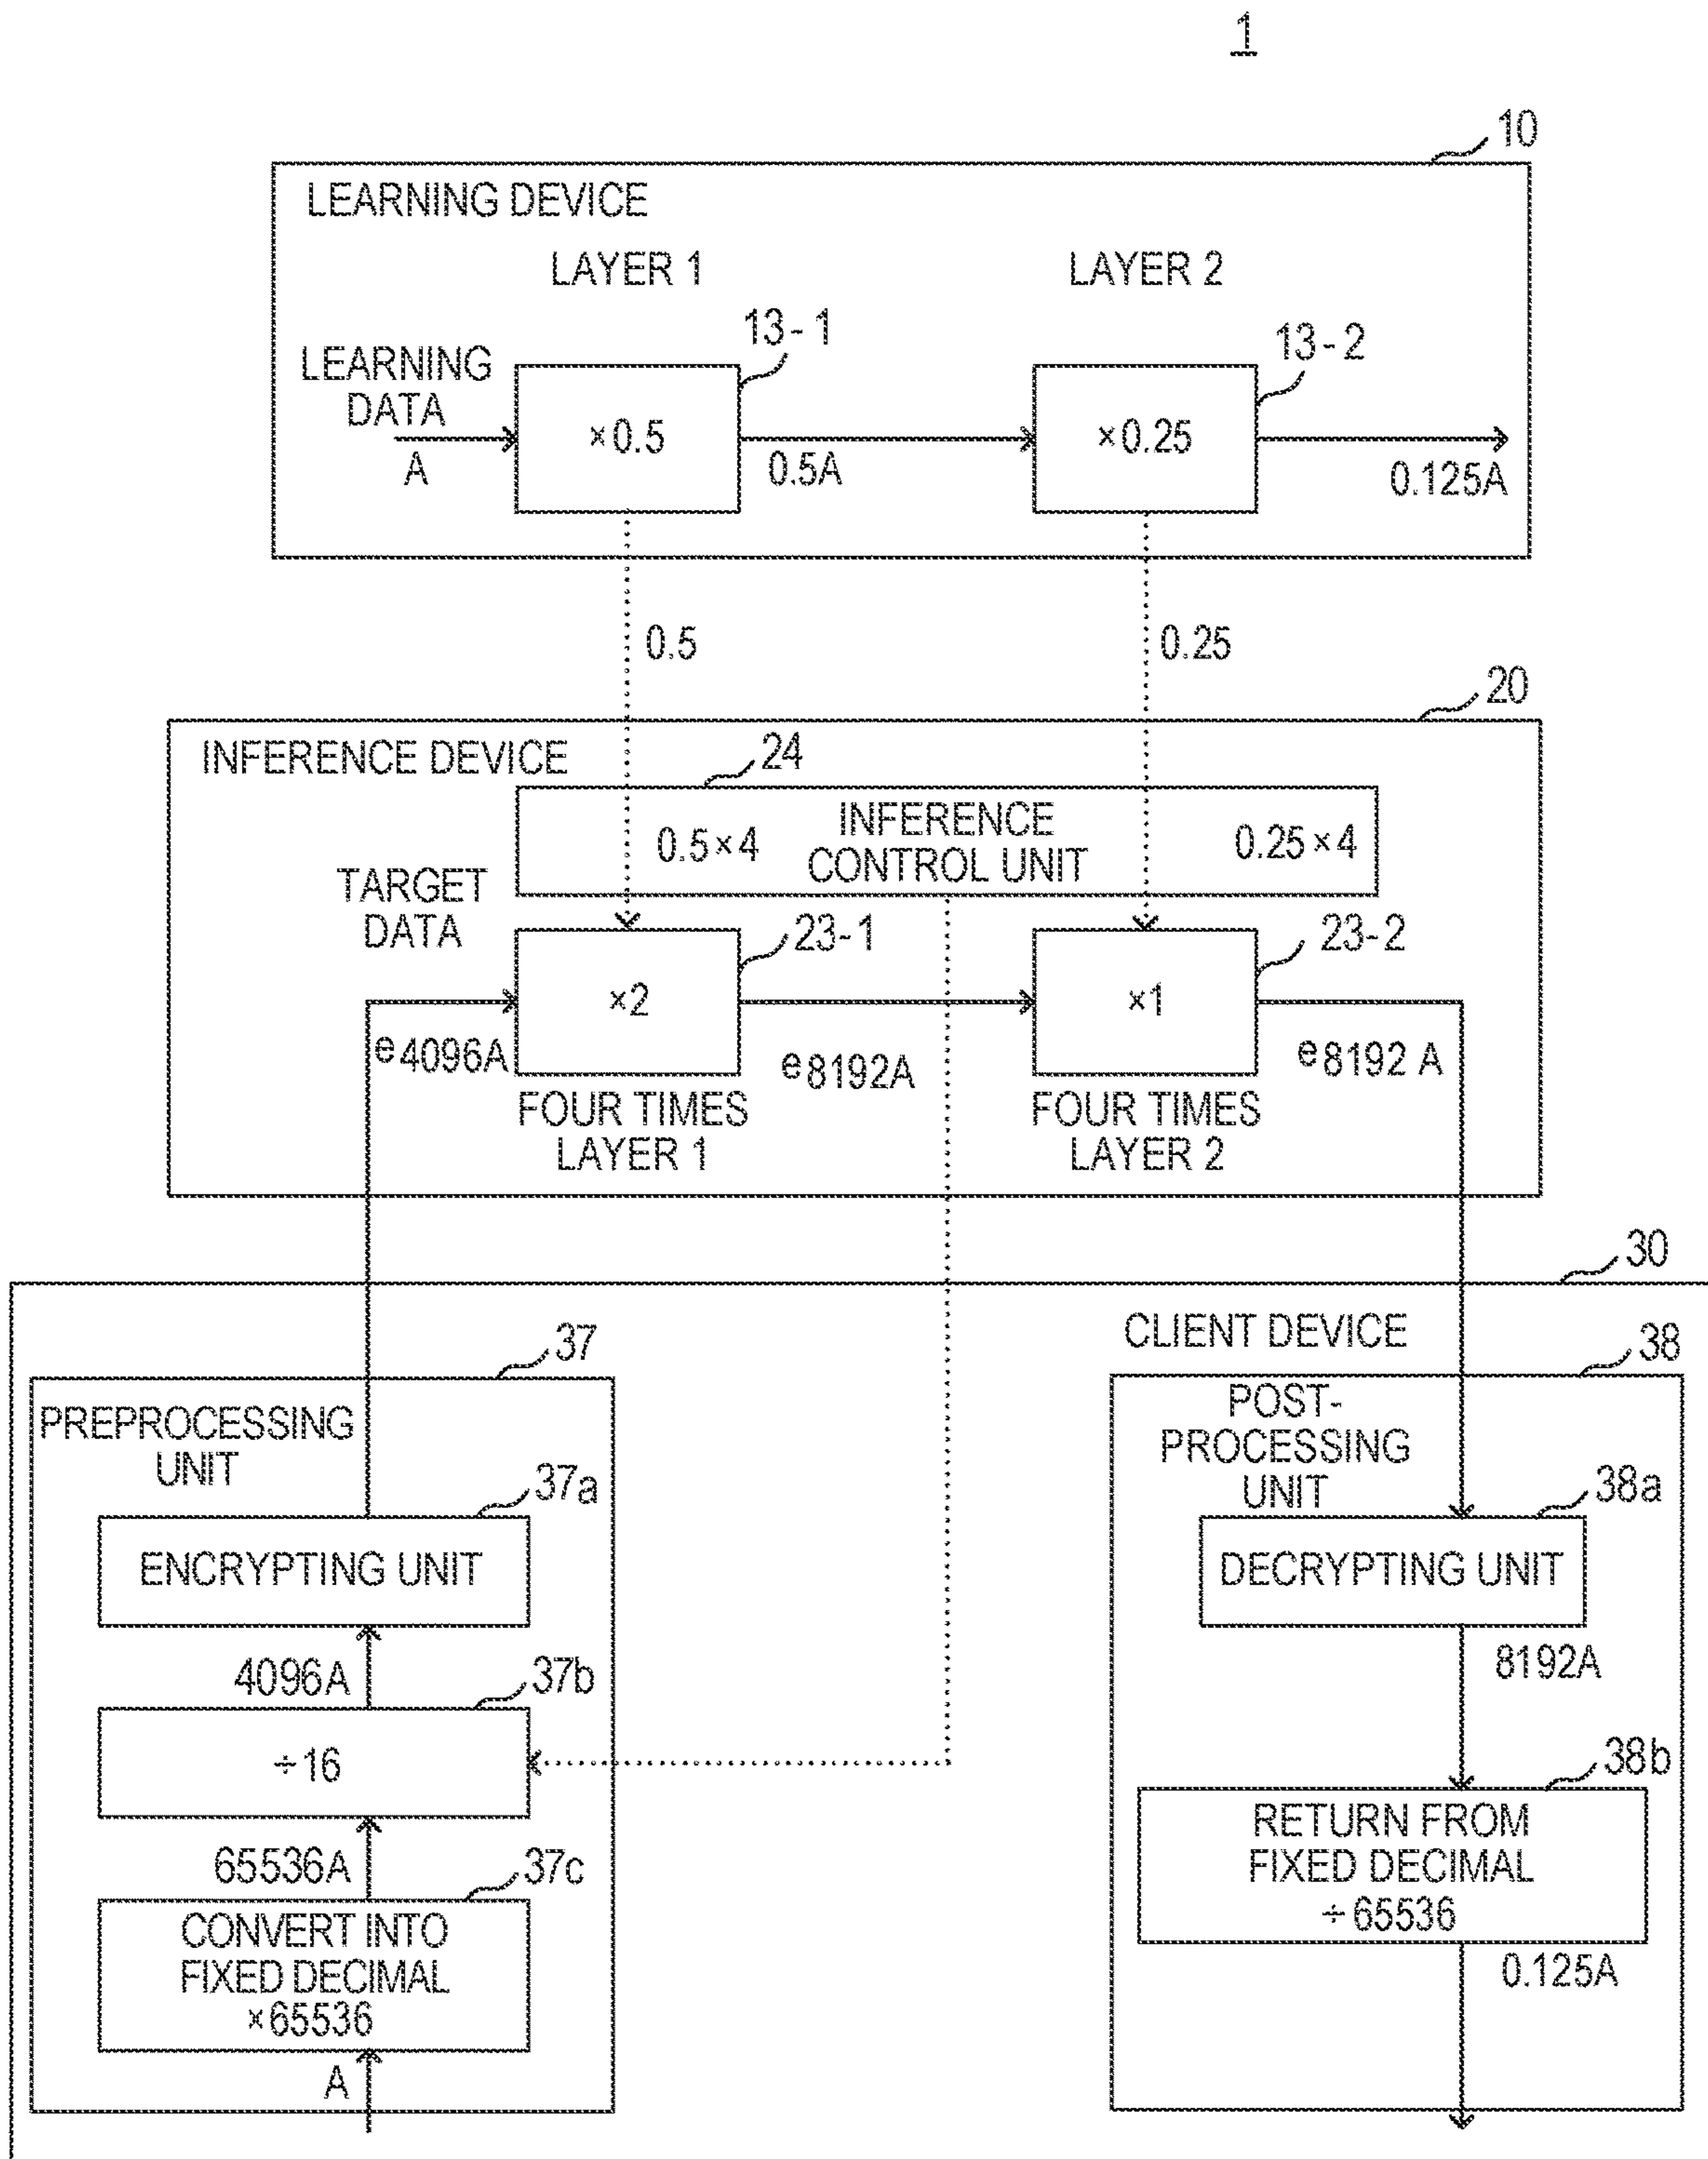 1
10
LEARNING DEVICE
LAYER 1
LAYER 2
13-1
13-2
LEARNING
DATA
×0.5
×0.25
A
0.5A
0.125A
0.5
0.25
20
INFERENCE DEVICE
24
0.5×4
INFERENCE
CONTROL UNIT
0.25×4
TARGET
DATA
23-1
23-2
×2
×1
e4096A
e8192A
e8192 A
FOUR TIMES
LAYER 1
FOUR TIMES
LAYER 2
30
CLIENT DEVICE
37
PREPROCESSING
UNIT
37a
ENCRYPTING UNIT
4096A
37b
÷16
65536A
37c
CONVERT INTO
FIXED DECIMAL
×65536
A
38
POST-
PROCESSING
UNIT
38a
DECRYPTING UNIT
8192A
38b
RETURN FROM
FIXED DECIMAL
÷65536
0.125A